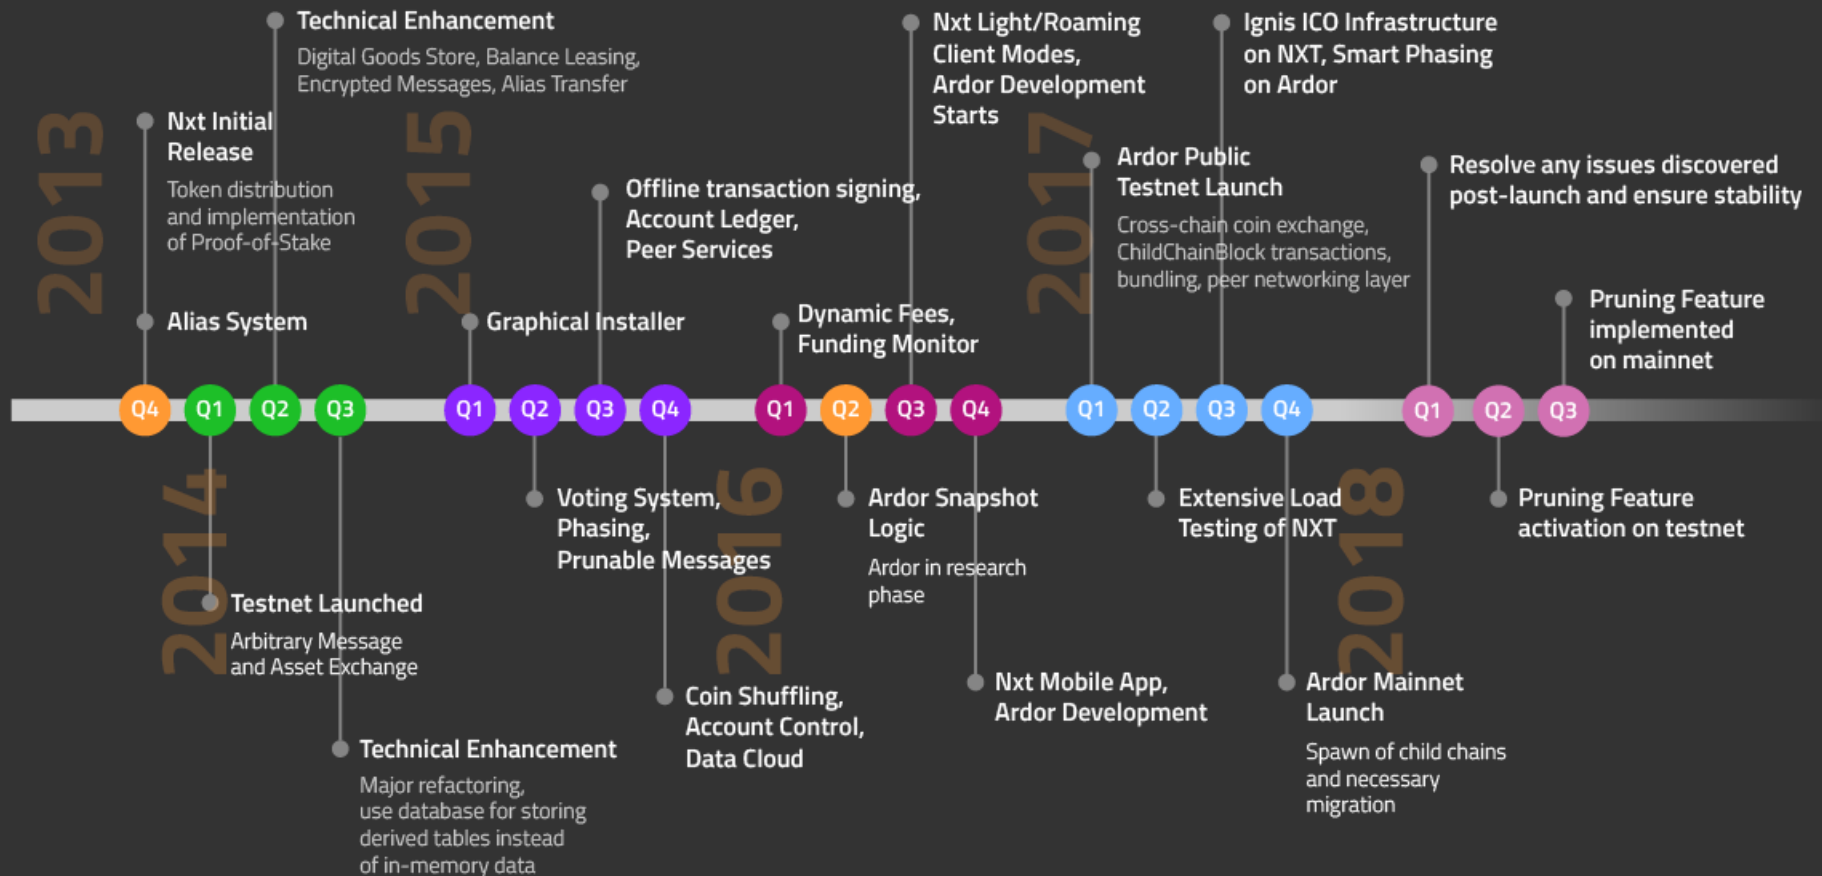 2013
Nxt Initial
Release
Token distribution
and implementation
of Proof-of-Stake
Alias System
Q4
2014
Q1
Testnet Launched
Arbitrary Message
and Asset Exchange
Q2
Technical Enhancement
Digital Goods Store, Balance Leasing,
Encrypted Messages, Alias Transfer
Q3
Technical Enhancement
Major refactoring,
use database for storing
derived tables instead
of in-memory data
2015
Q1
Graphical Installer
Q2
Voting System,
Phasing,
Prunable Messages
Q3
Offline transaction signing,
Account Ledger,
Peer Services
Q4
Coin Shuffling,
Account Control,
Data Cloud
2016
Q1
Dynamic Fees,
Funding Monitor
Q2
Ardor Snapshot
Logic
Ardor in research
phase
Q3
Nxt Light/Roaming
Client Modes,
Ardor Development
Starts
Q4
Nxt Mobile App,
Ardor Development
2017
Q1
Ardor Public
Testnet Launch
Cross-chain coin exchange,
ChildChainBlock transactions,
bundling, peer networking layer
Q2
Extensive Load
Testing of NXT
Q3
Ignis ICO Infrastructure
on NXT, Smart Phasing
on Ardor
Q4
Ardor Mainnet
Launch
Spawn of child chains
and necessary
migration
2018
Q1
Resolve any issues discovered
post-launch and ensure stability
Q2
Pruning Feature
activation on testnet
Q3
Pruning Feature
implemented
on mainnet